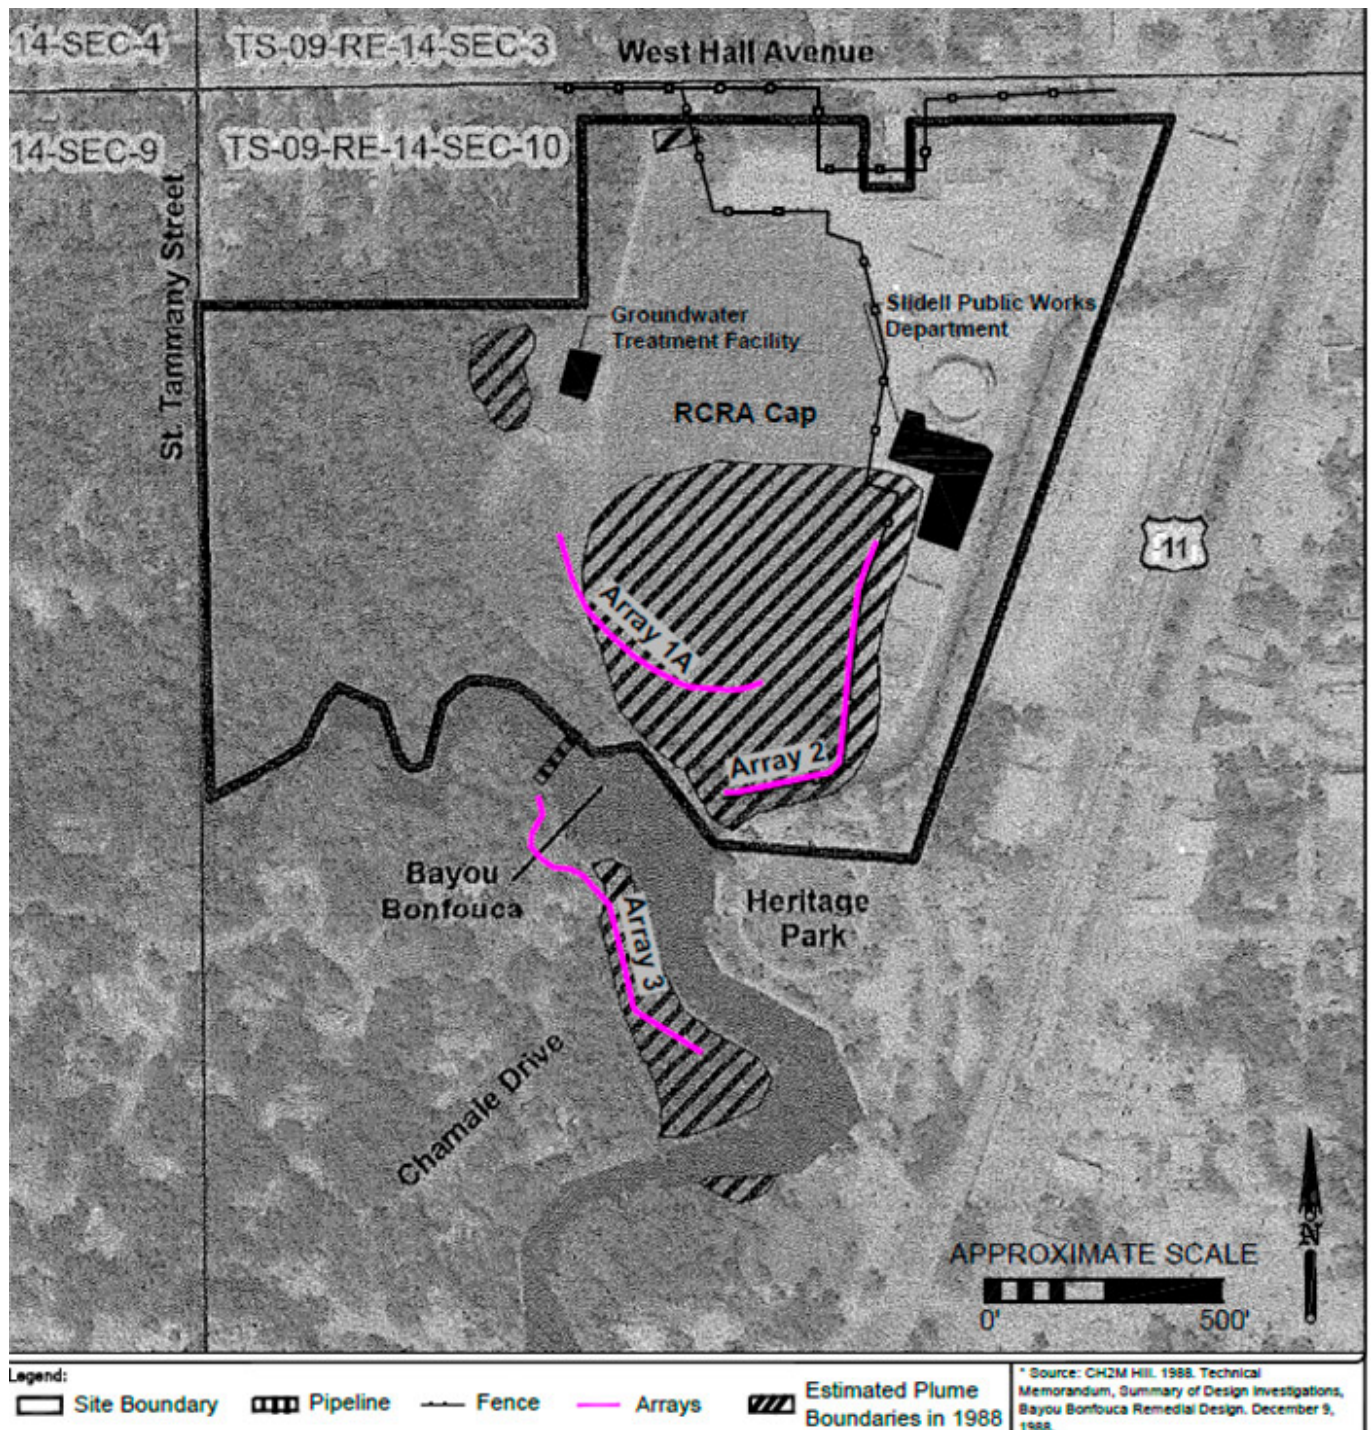 14-SEC-4
TS-09-RE-14-SEC-3
West Hall Avenue
14-SEC-9
TS-09-RE-14-SEC-10
St. Tammany Street
Groundwater
Treatment Facility
Slidell Public Works
Department
RCRA Cap
11
Array 1A
Array 2
Bayou
Bonfouca
Array 3
Heritage
Park
Chamale Drive
N
APPROXIMATE SCALE
0' 500'
Legend:
Site Boundary
Pipeline
Fence
Arrays
Estimated Plume
Boundaries in 1988
* Source: CH2M Hill. 1988. Technical
Memorandum, Summary of Design Investigations,
Bayou Bonfouca Remedial Design. December 9,
1988.